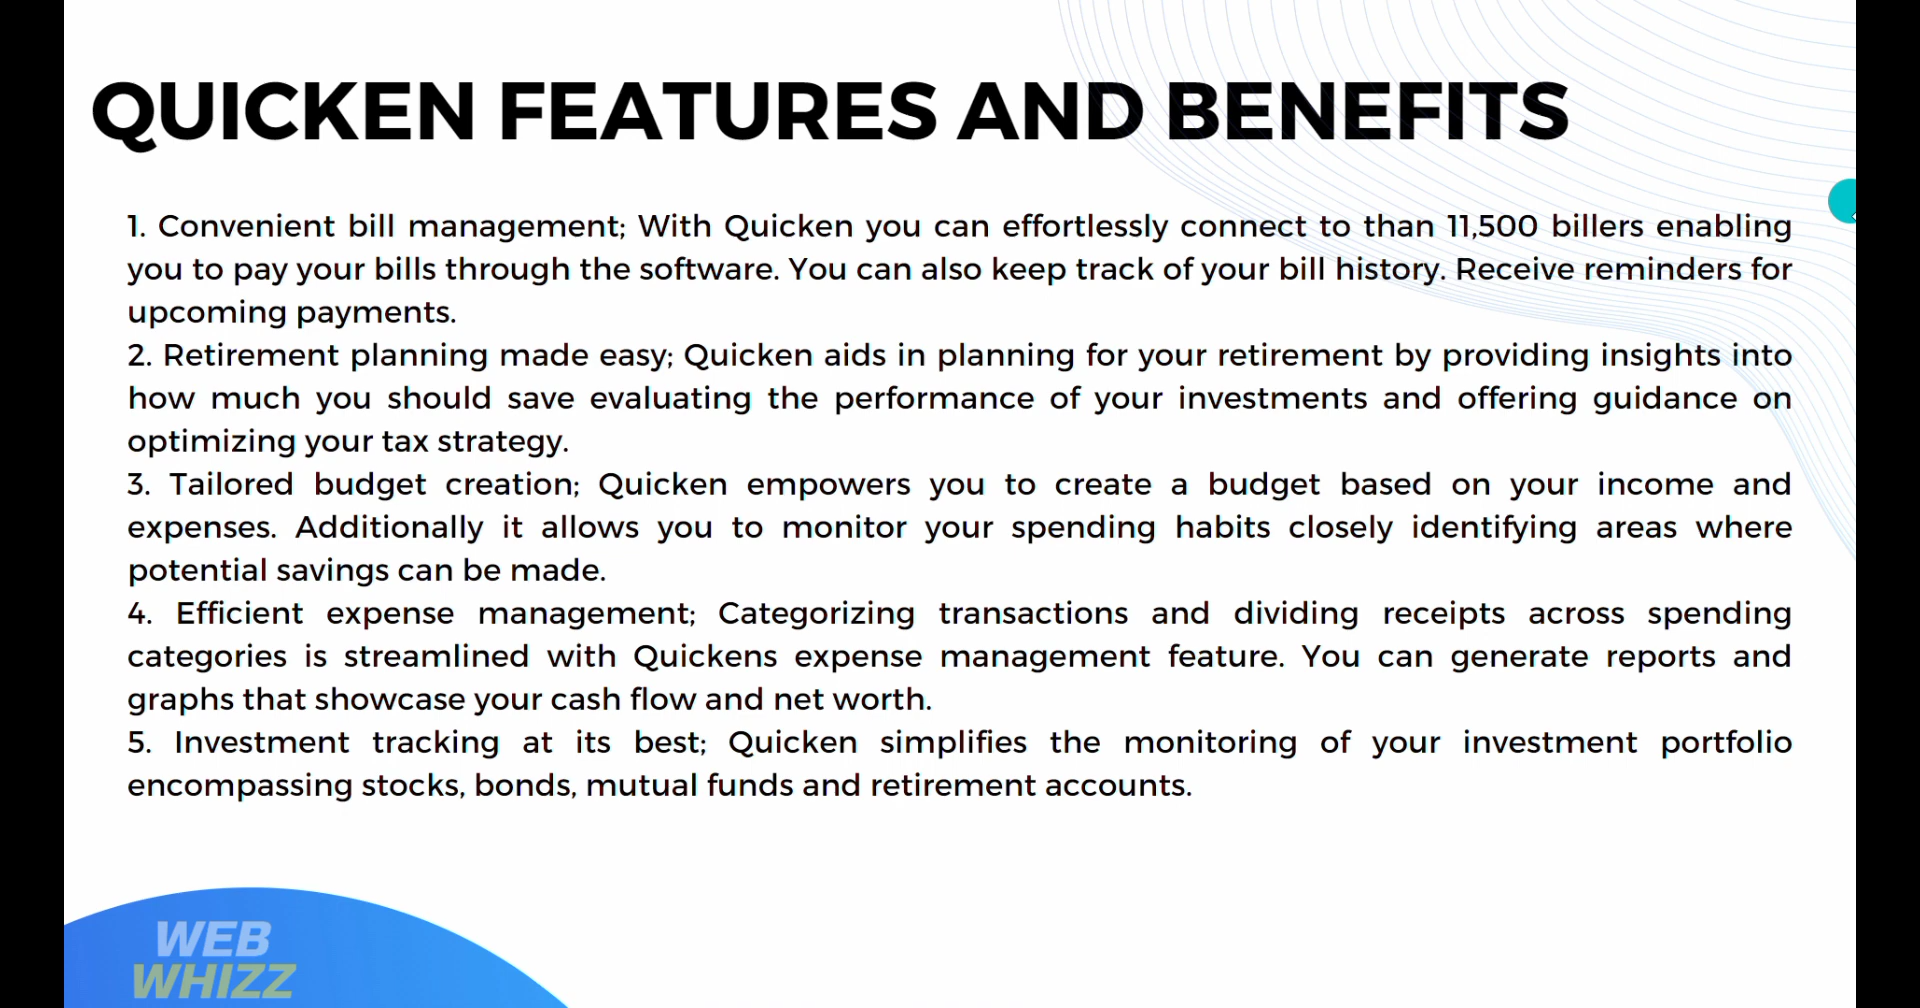 QUICKEN FEATURES AND BENEFITS
1. Convenient bill management; With Quicken you can effortlessly connect to than 11,500 billers enabling
you to pay your bills through the software. You can also keep track of your bill history. Receive reminders for
upcoming payments.
2. Retirement planning made easy; Quicken aids in planning for your retirement by providing insights into
how much you should save evaluating the performance of your investments and offering guidance on
optimizing your tax strategy.
3. Tailored budget creation; Quicken empowers you to create a budget based on your income and
expenses. Additionally it allows you to monitor your spending habits closely identifying areas where
potential savings can be made.
4. Efficient expense management; Categorizing transactions and dividing receipts across spending
categories is streamlined with Quickens expense management feature. You can generate reports and
graphs that showcase your cash flow and net worth.
5. Investment tracking at its best; Quicken simplifies the monitoring of your investment portfolio
encompassing stocks, bonds, mutual funds and retirement accounts.
WEB
WHIZZ